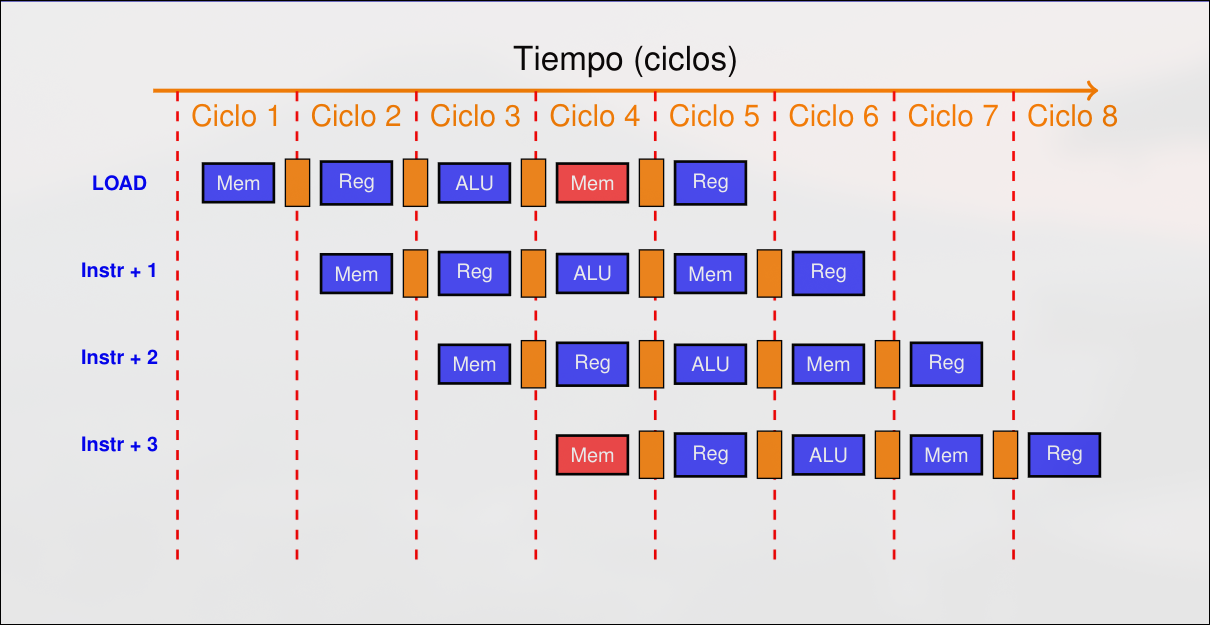 Tiempo (ciclos)
Ciclo 1 Ciclo 2 Ciclo 3 Ciclo 4 Ciclo 5 Ciclo 6 Ciclo 7 Ciclo 8
LOAD Mem Reg ALU Mem Reg
Instr + 1 Mem Reg ALU Mem Reg
Instr + 2 Mem Reg ALU Mem Reg
Instr + 3 Mem Reg ALU Mem Reg